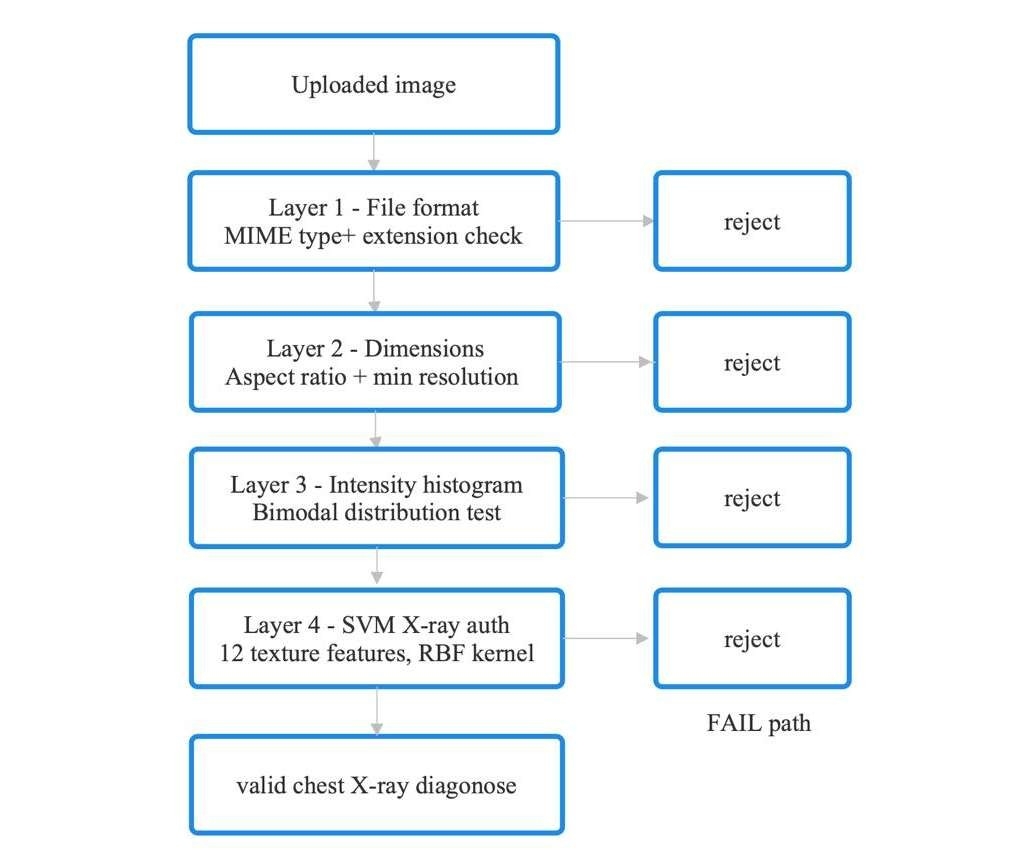 Uploaded image
Layer 1 - File format
MIME type+ extension check
reject
Layer 2 - Dimensions
Aspect ratio + min resolution
reject
Layer 3 - Intensity histogram
Bimodal distribution test
reject
Layer 4 - SVM X-ray auth
12 texture features, RBF kernel
reject
FAIL path
valid chest X-ray diagonose